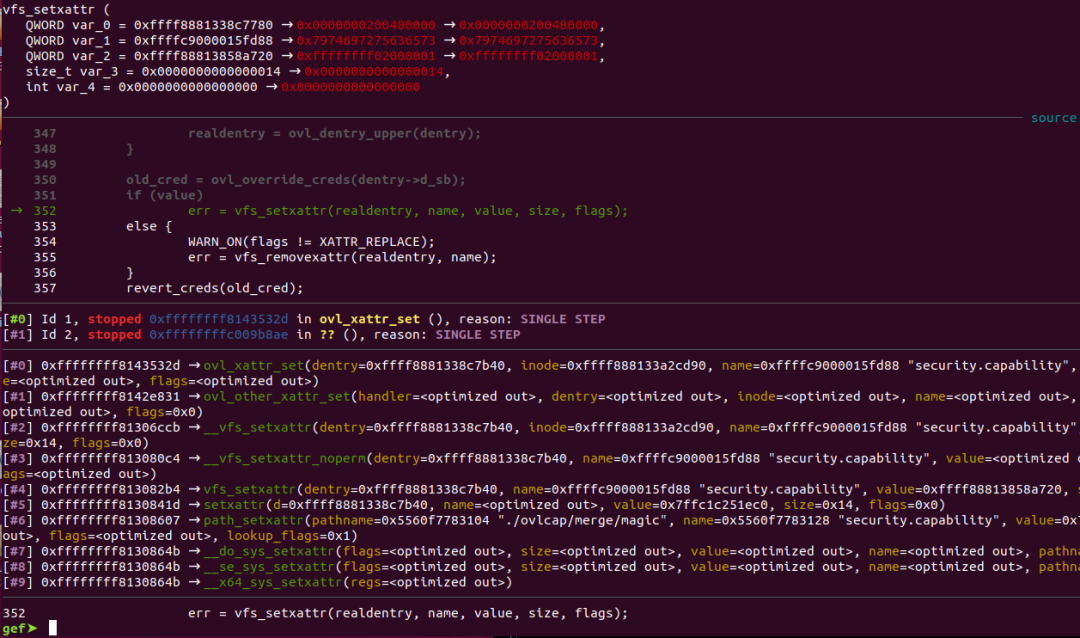 vfs_setxattr (
   QWORD var_0 = 0xffff8881338c7780 → 0x0000000200480000 → 0x0000000200480000,
   QWORD var_1 = 0xffffc9000015fd88 → 0x7974697275636573 → 0x7974697275636573,
   QWORD var_2 = 0xffff88813858a720 → 0xffffffff02000001 → 0xffffffff02000001,
   size_t var_3 = 0x0000000000000014 → 0x0000000000000014,
   int var_4 = 0x0000000000000000 → 0x0000000000000000
)
source
347 realdentry = ovl_dentry_upper(dentry);
348 }
349
350 old_cred = ovl_override_creds(dentry->d_sb);
351 if (value)
→ 352 err = vfs_setxattr(realdentry, name, value, size, flags);
353 else {
354 WARN_ON(flags != XATTR_REPLACE);
355 err = vfs_removexattr(realdentry, name);
356 }
357 revert_creds(old_cred);
[#0] Id 1, stopped 0xffffffff8143532d in ovl_xattr_set (), reason: SINGLE STEP
[#1] Id 2, stopped 0xffffffffc009b8ae in ?? (), reason: SINGLE STEP
[#0] 0xffffffff8143532d → ovl_xattr_set(dentry=0xffff8881338c7b40, inode=0xffff888133a2cd90, name=0xffffc9000015fd88 "security.capability",
e=<optimized out>, flags=<optimized out>)
[#1] 0xffffffff8142e831 → ovl_other_xattr_set(handler=<optimized out>, dentry=<optimized out>, inode=<optimized out>, name=<optimized out>,
optimized out>, flags=0x0)
[#2] 0xffffffff81306ccb → __vfs_setxattr(dentry=0xffff8881338c7b40, inode=0xffff888133a2cd90, name=0xffffc9000015fd88 "security.capability"
ze=0x14, flags=0x0)
[#3] 0xffffffff813080c4 → __vfs_setxattr_noperm(dentry=0xffff8881338c7b40, name=0xffffc9000015fd88 "security.capability", value=<optimized o
ags=<optimized out>)
[#4] 0xffffffff813082b4 → vfs_setxattr(dentry=0xffff8881338c7b40, name=0xffffc9000015fd88 "security.capability", value=0xffff88813858a720, s
[#5] 0xffffffff8130841d → setxattr(d=0xffff8881338c7b40, name=<optimized out>, value=0x7ffc1c251ec0, size=0x14, flags=0x0)
[#6] 0xffffffff81308607 → path_setxattr(pathname=0x5560f7783104 "./ovlcap/merge/magic", name=0x5560f7783128 "security.capability", value=0x7
out>, flags=<optimized out>, lookup_flags=0x1)
[#7] 0xffffffff8130864b → __do_sys_setxattr(flags=<optimized out>, size=<optimized out>, value=<optimized out>, name=<optimized out>, pathna
[#8] 0xffffffff8130864b → __se_sys_setxattr(flags=<optimized out>, size=<optimized out>, value=<optimized out>, name=<optimized out>, pathna
[#9] 0xffffffff8130864b → __x64_sys_setxattr(regs=<optimized out>)
352 err = vfs_setxattr(realdentry, name, value, size, flags);
gef➤